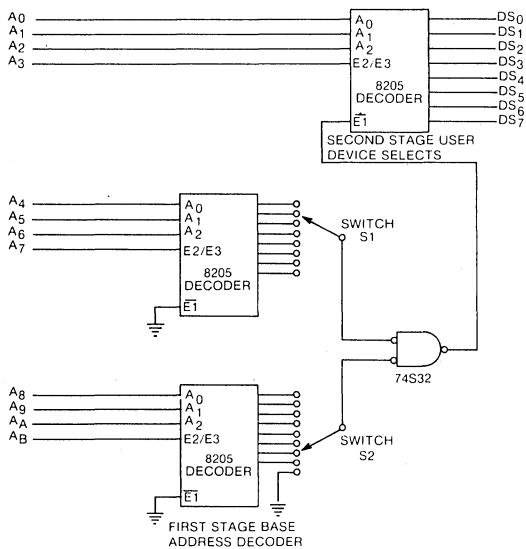 A0
A1
A2
A3
A0
A1
A2
E2/E3
8205
DECODER
E1
DS0
DS1
DS2
DS3
DS4
DS5
DS6
DS7
SECOND STAGE USER
DEVICE SELECTS
A4
A5
A6
A7
A0
A1
A2
E2/E3
8205
DECODER
E1
SWITCH
S1
74S32
A8
A9
AA
AB
A0
A1
A2
E2/E3
8205
DECODER
E1
SWITCH
S2
FIRST STAGE BASE
ADDRESS DECODER